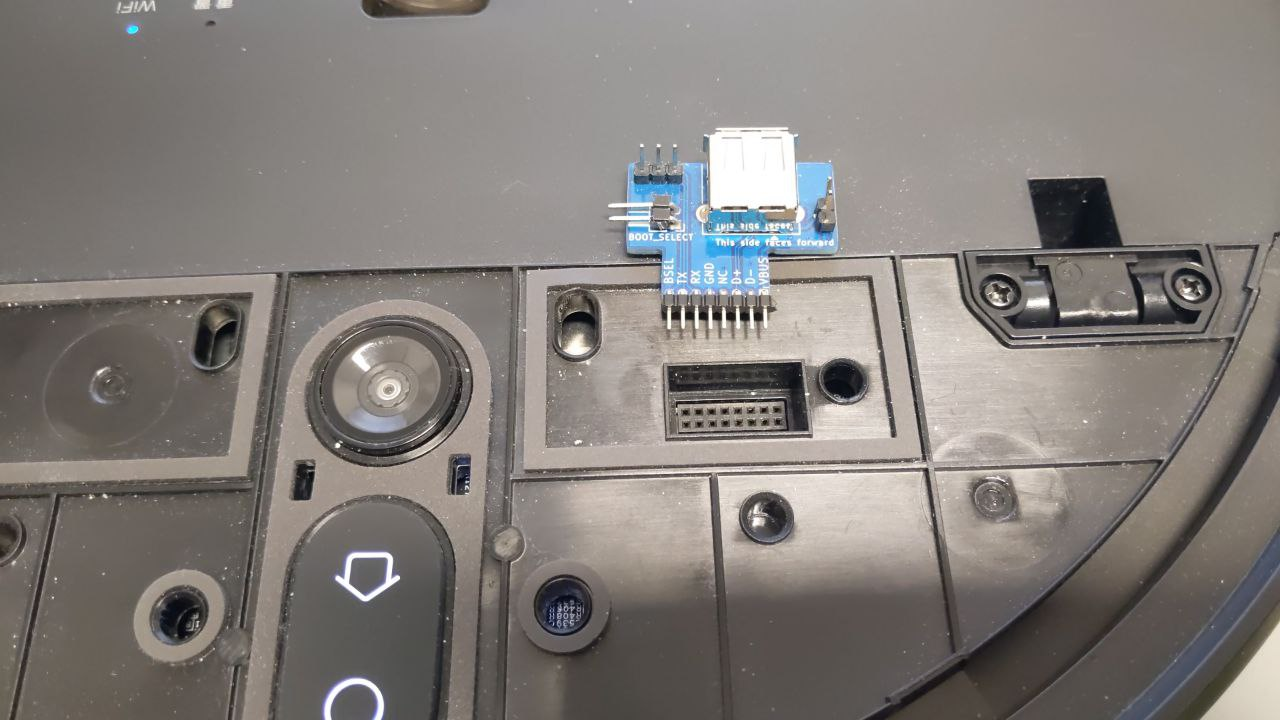 WiFi
BOOT_SELECT
This side faces forward
BSEL
TX
RX
GND
NC
D+
D-
VBUS